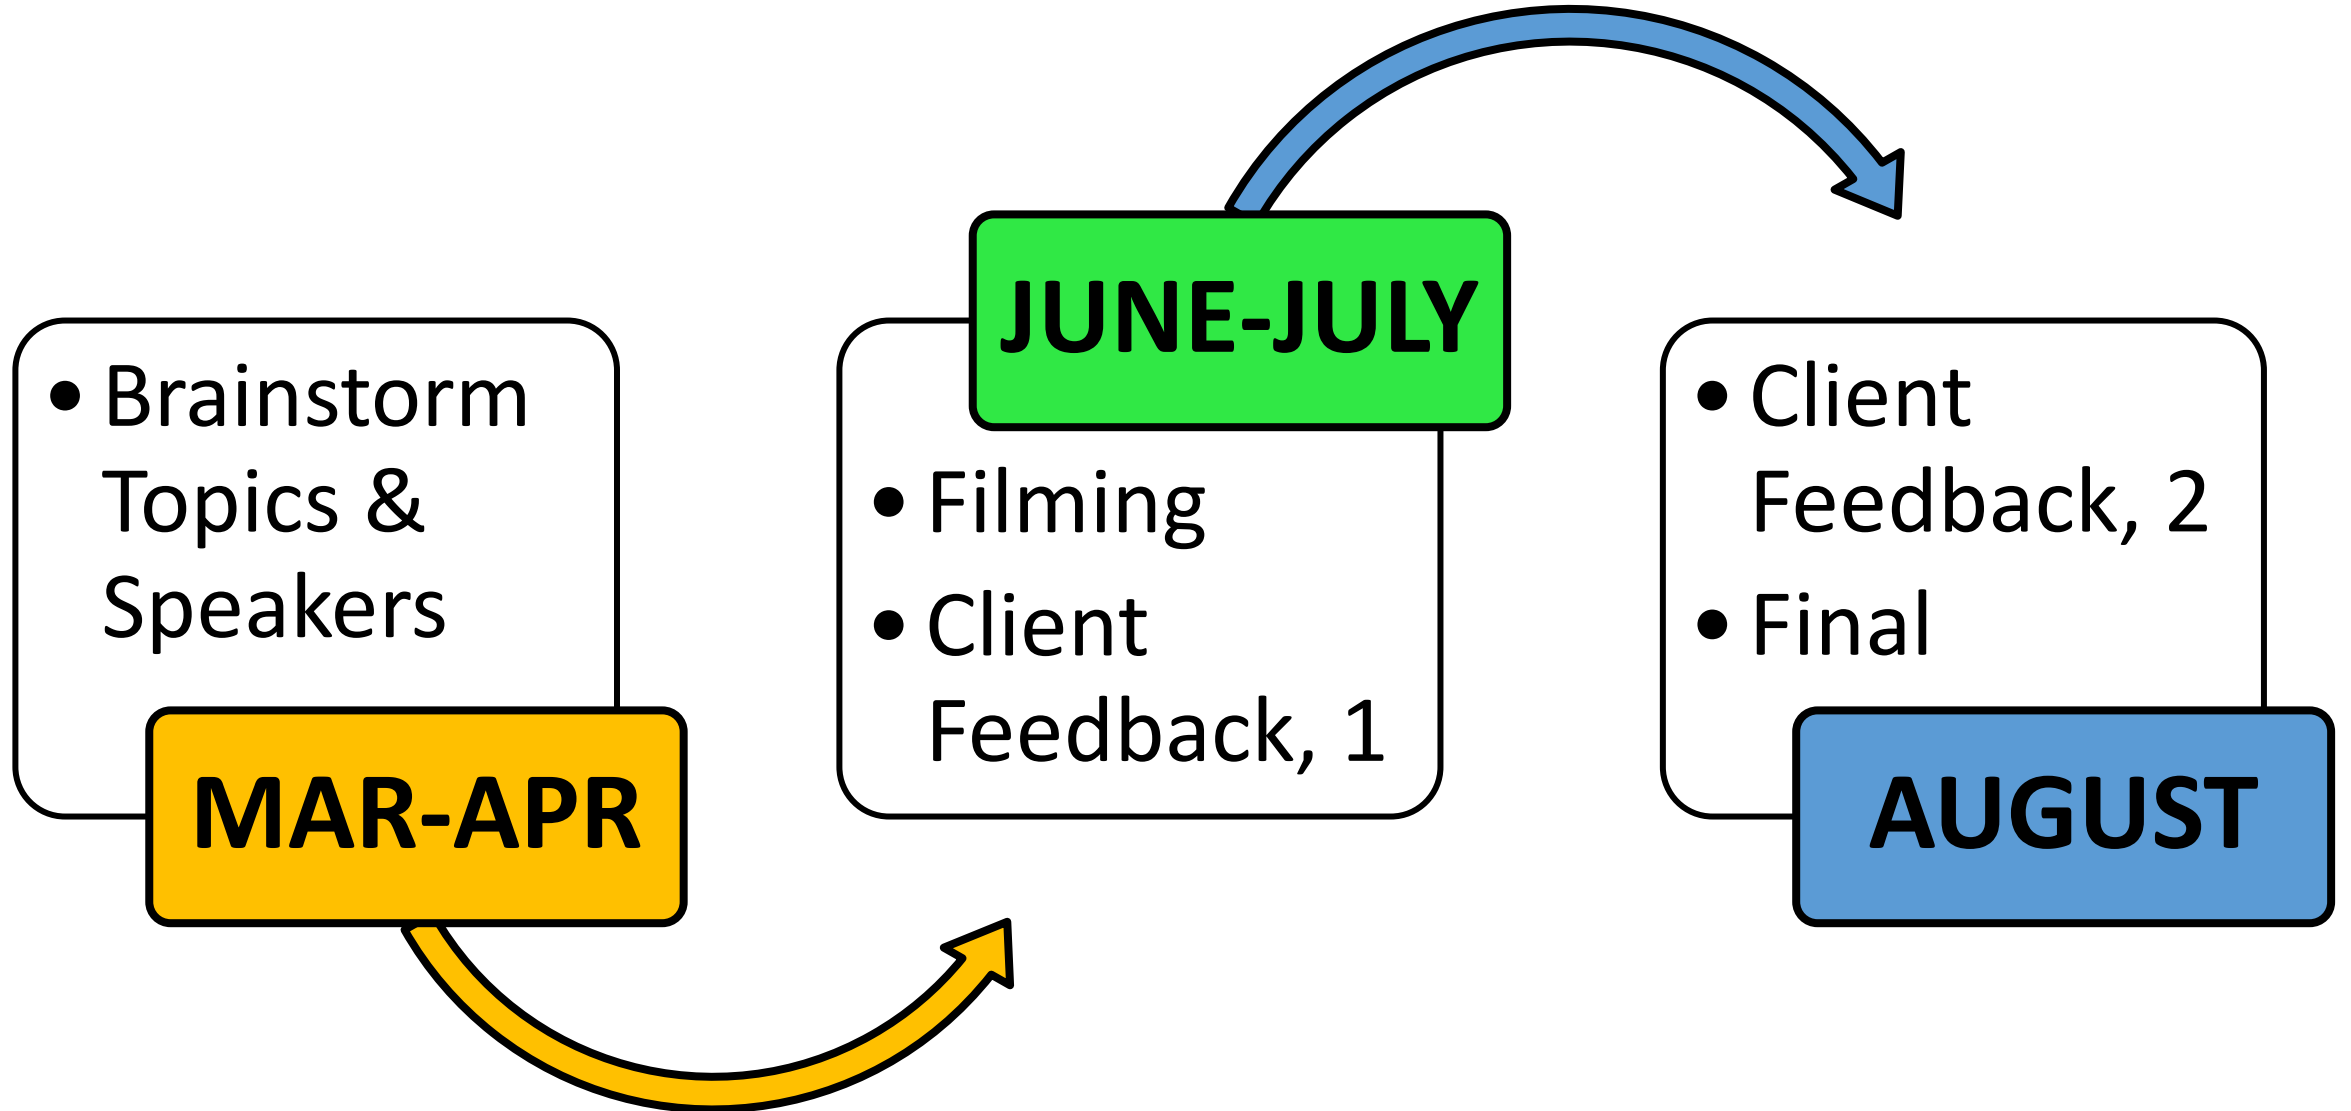 • Brainstorm
Topics &
Speakers
MAR-APR
JUNE-JULY
• Filming
• Client
Feedback, 1
• Client
Feedback, 2
• Final
AUGUST